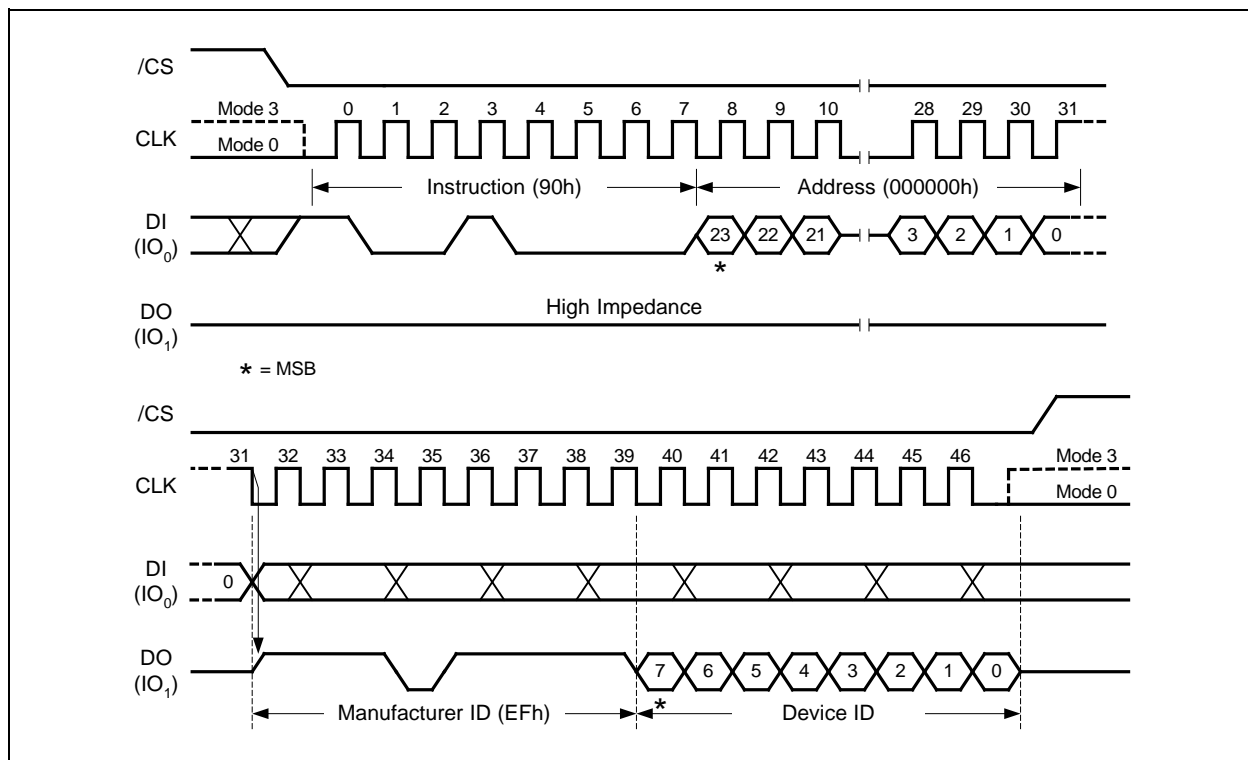 /CS
Mode 3 0 1 2 3 4 5 6 7 8 9 10 28 29 30 31
CLK
Mode 0
Instruction (90h) Address (000000h)
DI
(IO0) 23 22 21 3 2 1 0
*
High Impedance
DO
(IO1)
* = MSB
/CS
31 32 33 34 35 36 37 38 39 40 41 42 43 44 45 46 Mode 3
CLK
Mode 0
DI
(IO0) 0
DO
(IO1) 7 6 5 4 3 2 1 0
*
Manufacturer ID (EFh) Device ID